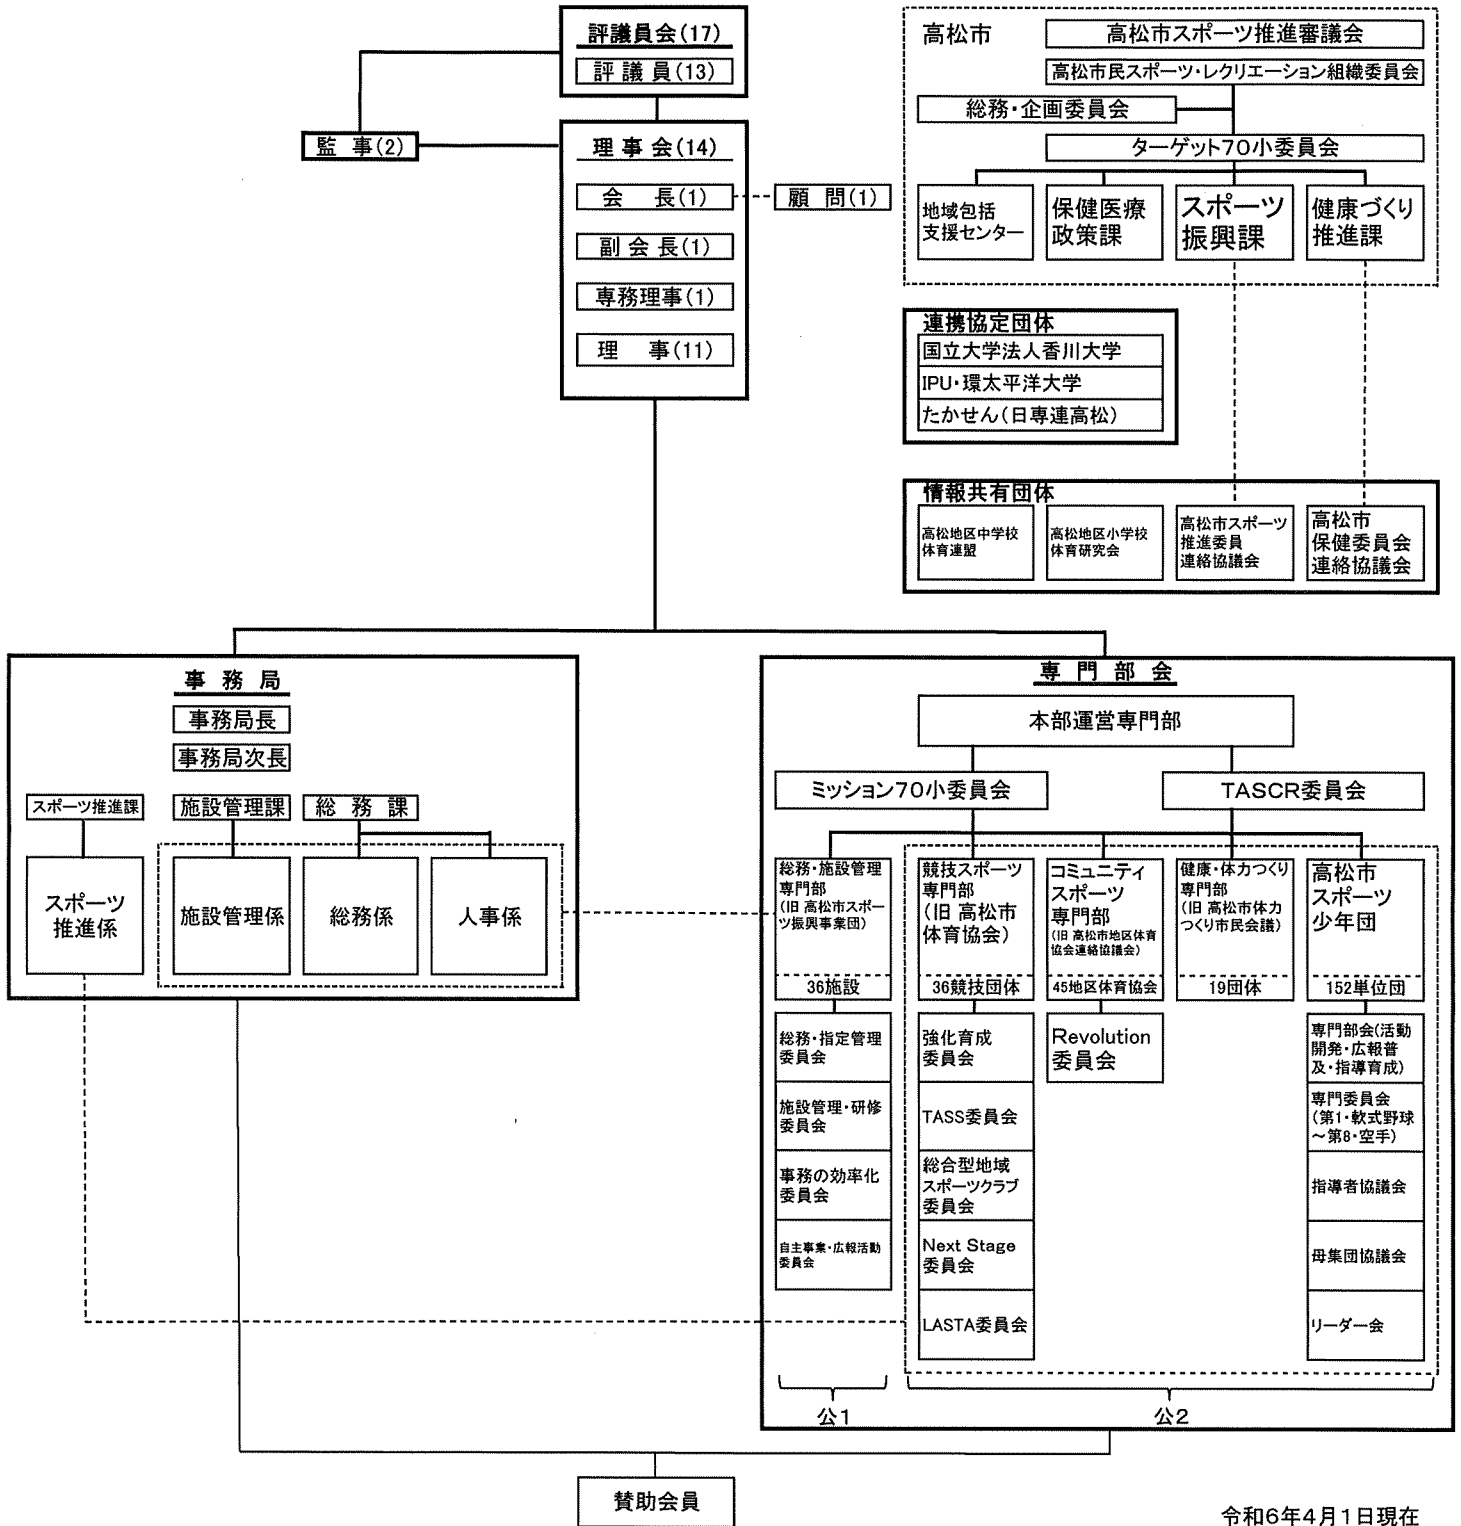 評議員会(17)
評議員(13)
監事(2)
理事会(14)
会　長(1)
顧問(1)
副会長(1)
専務理事(1)
理　事(11)
高松市
高松市スポーツ推進審議会
高松市民スポーツ・レクリエーション組織委員会
総務・企画委員会
ターゲット70小委員会
地域包括
支援センター
保健医療
政策課
スポーツ
振興課
健康づくり
推進課
連携協定団体
国立大学法人香川大学
IPU・環太平洋大学
たかせん(日専連高松)
情報共有団体
高松地区中学校
体育連盟
高松地区小学校
体育研究会
高松市スポーツ
推進委員
連絡協議会
高松市
保健委員会
連絡協議会
事務局
事務局長
事務局次長
スポーツ推進課
施設管理課
総務課
スポーツ
推進係
施設管理係
総務係
人事係
専門部会
本部運営専門部
ミッション70小委員会
TASCR委員会
総務・施設管理
専門部
(旧 高松市スポー
ツ振興事業団)
36施設
競技スポーツ
専門部
(旧 高松市
体育協会)
36競技団体
コミュニティ
スポーツ
専門部
(旧 高松市地区体育
協会連絡協議会)
45地区体育協会
健康・体力つくり
専門部
(旧 高松市体力
つくり市民会議)
19団体
高松市
スポーツ
少年団
152単位団
総務・指定管理
委員会
施設管理・研修
委員会
事務の効率化
委員会
自主事業・広報活動
委員会
強化育成
委員会
TASS委員会
総合型地域
スポーツクラブ
委員会
Next Stage
委員会
LASTA委員会
Revolution
委員会
専門部会(活動
開発・広報普
及・指導育成)
専門委員会
(第1・軟式野球
～第8・空手)
指導者協議会
母集団協議会
リーダー会
公1
公2
賛助会員
令和6年4月1日現在